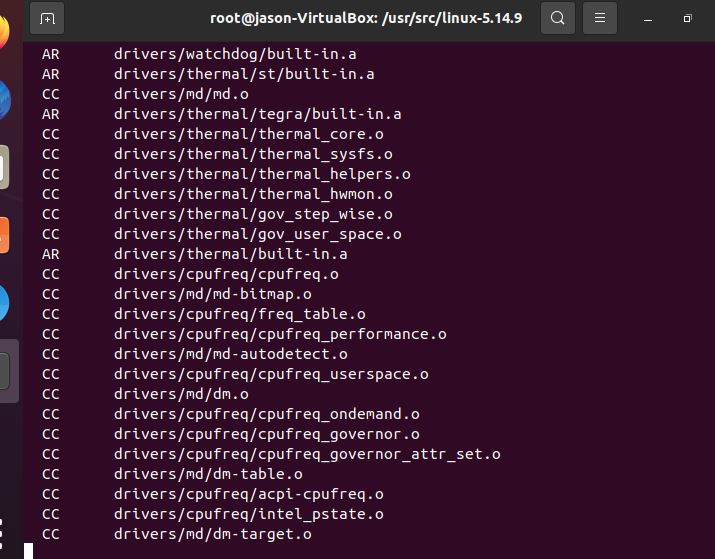 root@jason-VirtualBox: /usr/src/linux-5.14.9
AR drivers/watchdog/built-in.a
AR drivers/thermal/st/built-in.a
CC drivers/md/md.o
AR drivers/thermal/tegra/built-in.a
CC drivers/thermal/thermal_core.o
CC drivers/thermal/thermal_sysfs.o
CC drivers/thermal/thermal_helpers.o
CC drivers/thermal/thermal_hwmon.o
CC drivers/thermal/gov_step_wise.o
CC drivers/thermal/gov_user_space.o
AR drivers/thermal/built-in.a
CC drivers/cpufreq/cpufreq.o
CC drivers/md/md-bitmap.o
CC drivers/cpufreq/freq_table.o
CC drivers/cpufreq/cpufreq_performance.o
CC drivers/md/md-autodetect.o
CC drivers/cpufreq/cpufreq_userspace.o
CC drivers/md/dm.o
CC drivers/cpufreq/cpufreq_ondemand.o
CC drivers/cpufreq/cpufreq_governor.o
CC drivers/cpufreq/cpufreq_governor_attr_set.o
CC drivers/md/dm-table.o
CC drivers/cpufreq/acpi-cpufreq.o
CC drivers/cpufreq/intel_pstate.o
CC drivers/md/dm-target.o